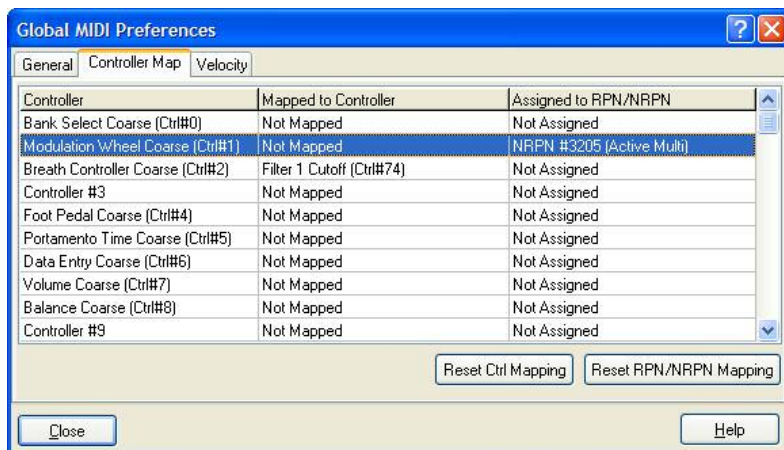 Global MIDI Preferences
General Controller Map Velocity
Controller Mapped to Controller Assigned to RPN/NRPN
Bank Select Coarse (Ctrl#0) Not Mapped Not Assigned
Modulation Wheel Coarse (Ctrl#1) Not Mapped NRPN #3205 (Active Multi)
Breath Controller Coarse (Ctrl#2) Filter 1 Cutoff (Ctrl#74) Not Assigned
Controller #3 Not Mapped Not Assigned
Foot Pedal Coarse (Ctrl#4) Not Mapped Not Assigned
Portamento Time Coarse (Ctrl#5) Not Mapped Not Assigned
Data Entry Coarse (Ctrl#6) Not Mapped Not Assigned
Volume Coarse (Ctrl#7) Not Mapped Not Assigned
Balance Coarse (Ctrl#8) Not Mapped Not Assigned
Controller #9 Not Mapped Not Assigned
Reset Ctrl Mapping Reset RPN/NRPN Mapping
Close Help